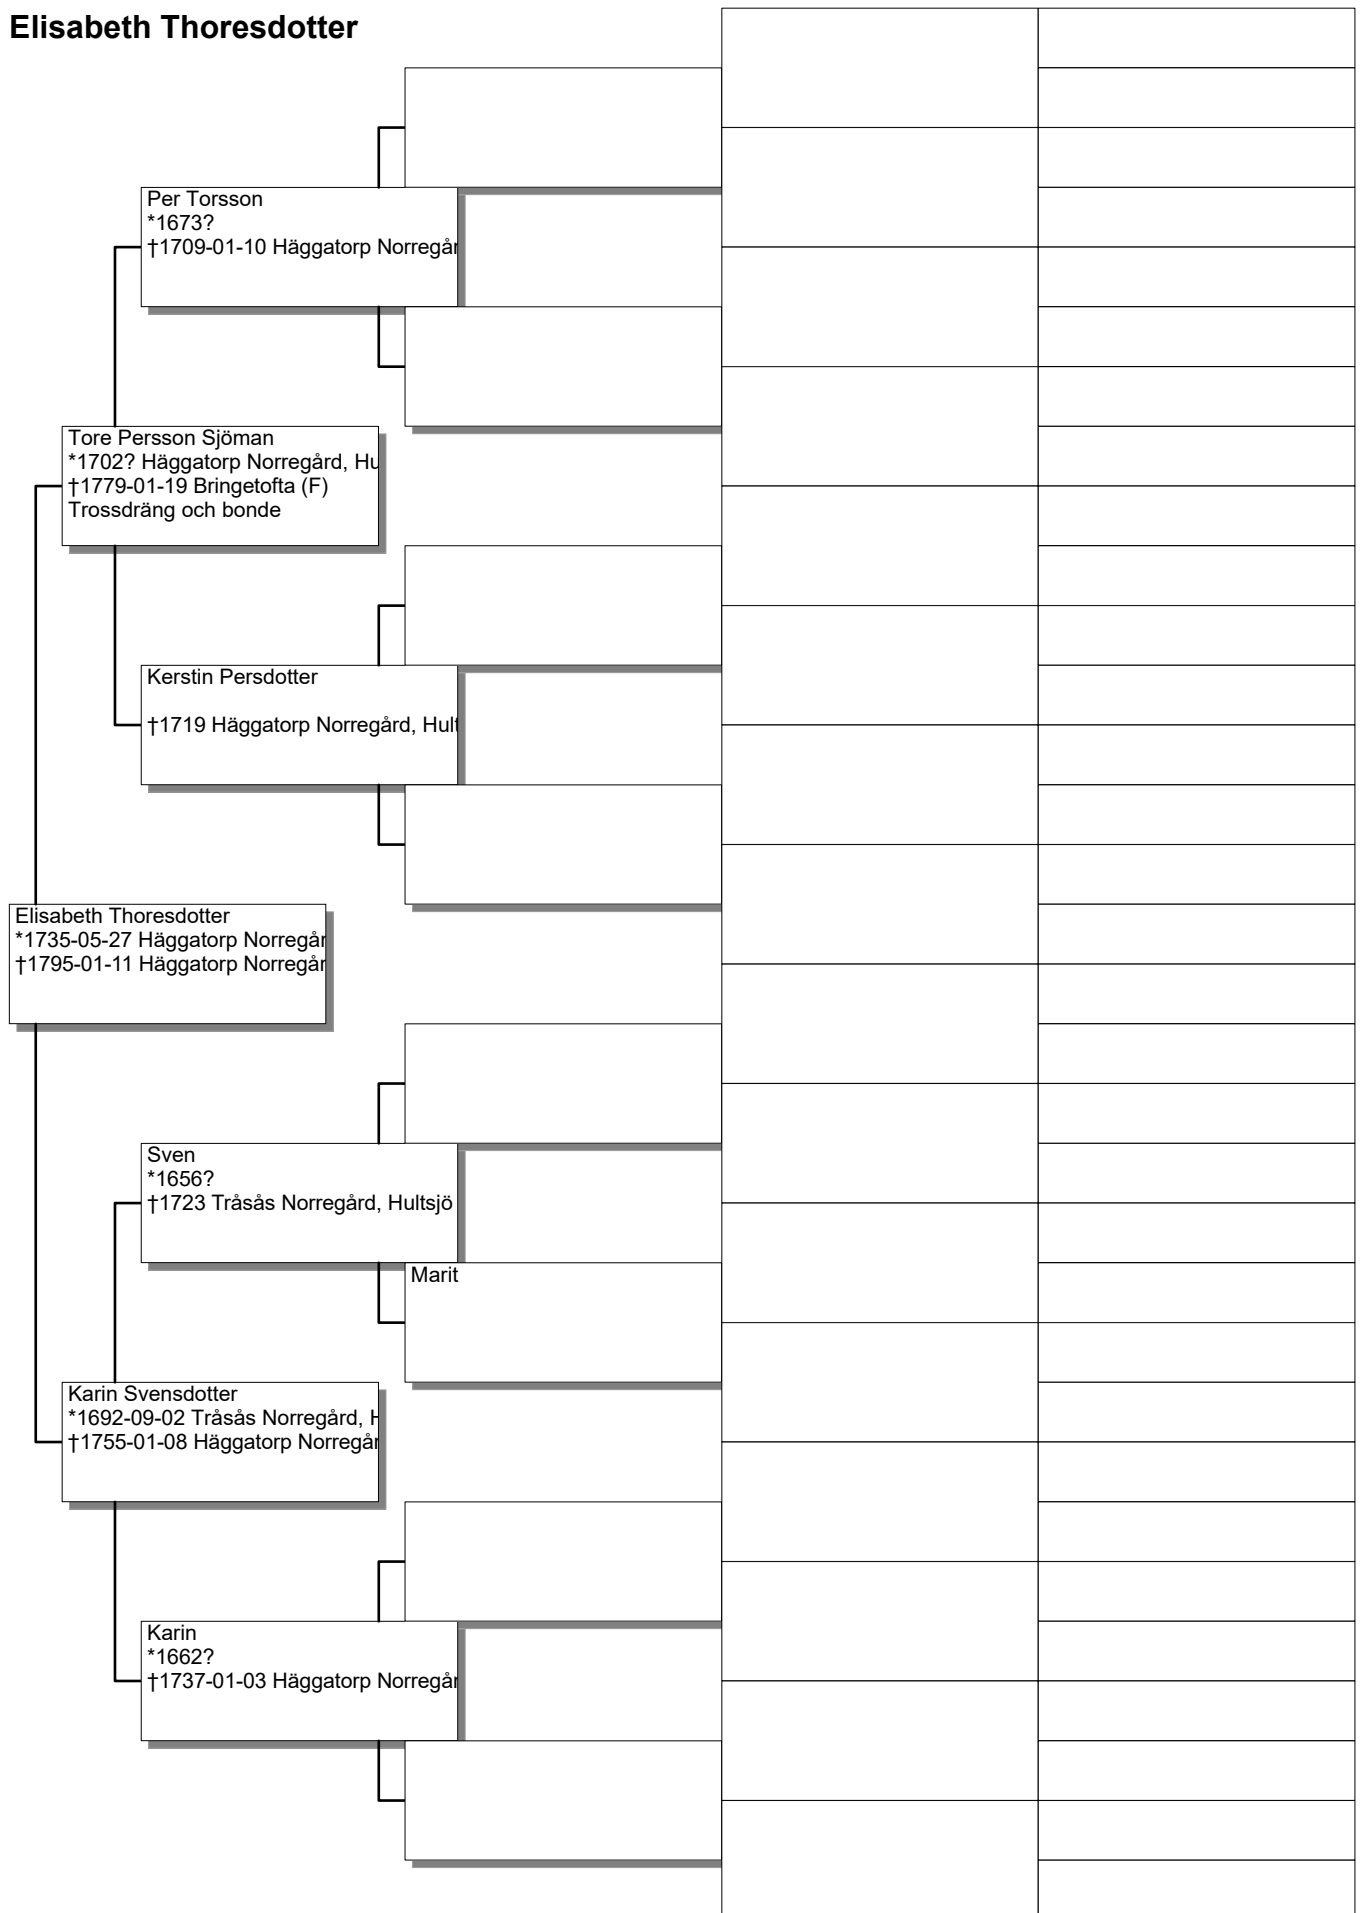 Elisabeth Thoresdotter
Per Torsson
*1673?
†1709-01-10 Häggatorp Norregår
Tore Persson Sjöman
*1702? Häggatorp Norregård, Hu
†1779-01-19 Bringetofta (F)
Trossdräng och bonde
Kerstin Persdotter
†1719 Häggatorp Norregård, Hult
Elisabeth Thoresdotter
*1735-05-27 Häggatorp Norregår
†1795-01-11 Häggatorp Norregår
Sven
*1656?
†1723 Tråsås Norregård, Hultsjö
Marit
Karin Svensdotter
*1692-09-02 Tråsås Norregård, H
†1755-01-08 Häggatorp Norregår
Karin
*1662?
†1737-01-03 Häggatorp Norregår